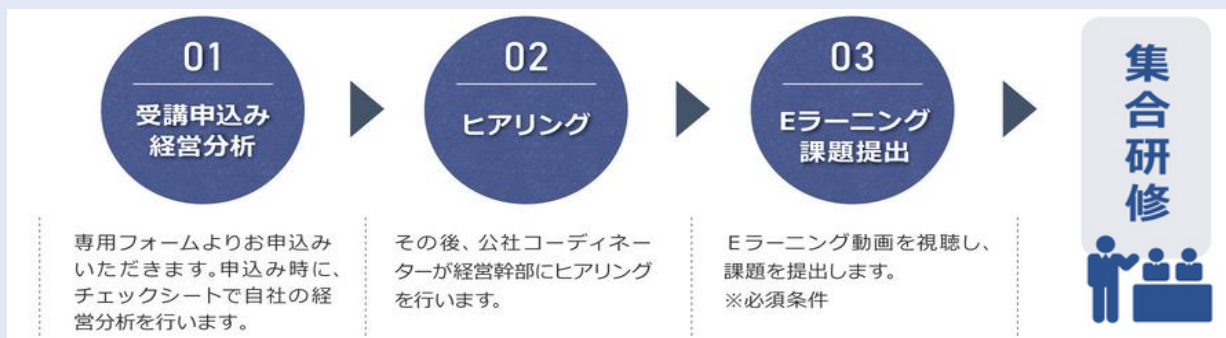 01
受講申込み
経営分析
専用フォームよりお申込み
いただきます。申込み時に、
チェックシートで自社の経
営分析を行います。
02
ヒアリング
その後、公社コーディネー
ターが経営幹部にヒアリング
を行います。
03
Eラーニング
課題提出
Eラーニング動画を視聴し、
課題を提出します。
※必須条件
集合研修